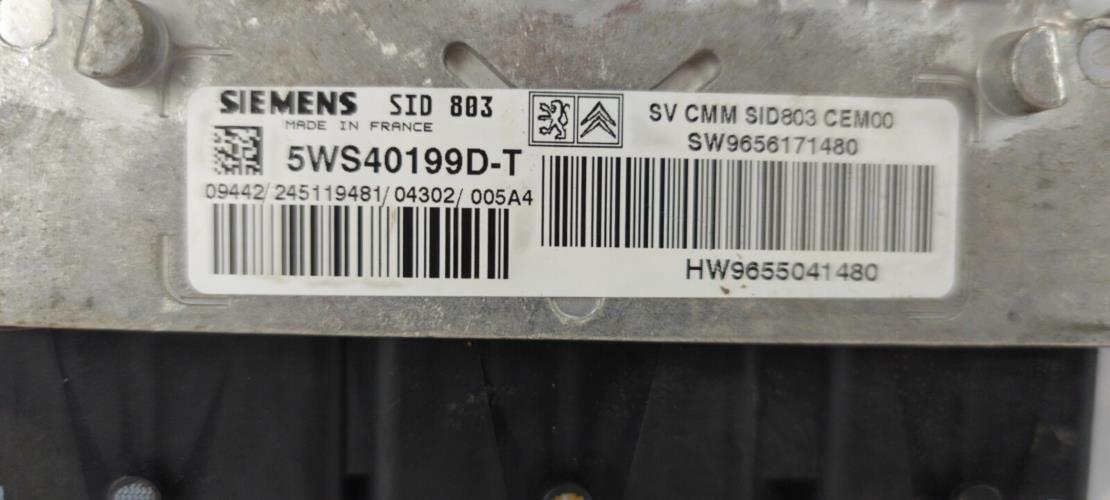 SIEMENS SID 803
MADE IN FRANCE
5WS40199D-T
09442/245119481/04302/005A4
SV CMM SID803 CEM00
SW9656171480
HW9655041480